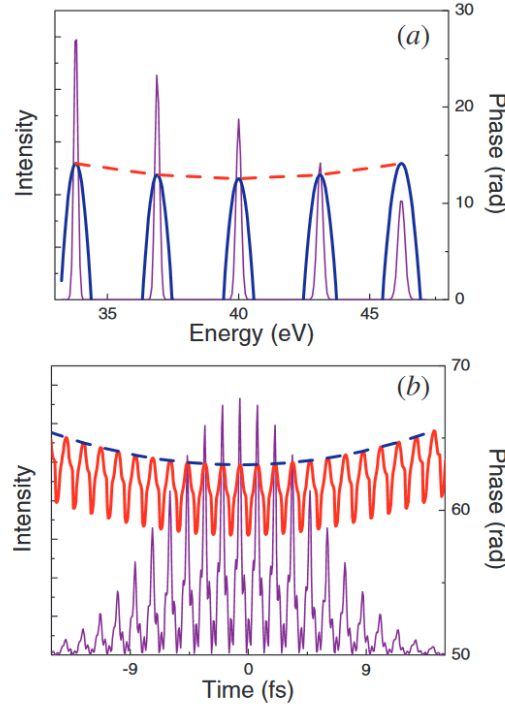 (a)
30
20
10
0
Intensity
Phase (rad)
35
40
45
Energy (eV)
(b)
70
60
50
Intensity
Phase (rad)
-9
0
9
Time (fs)